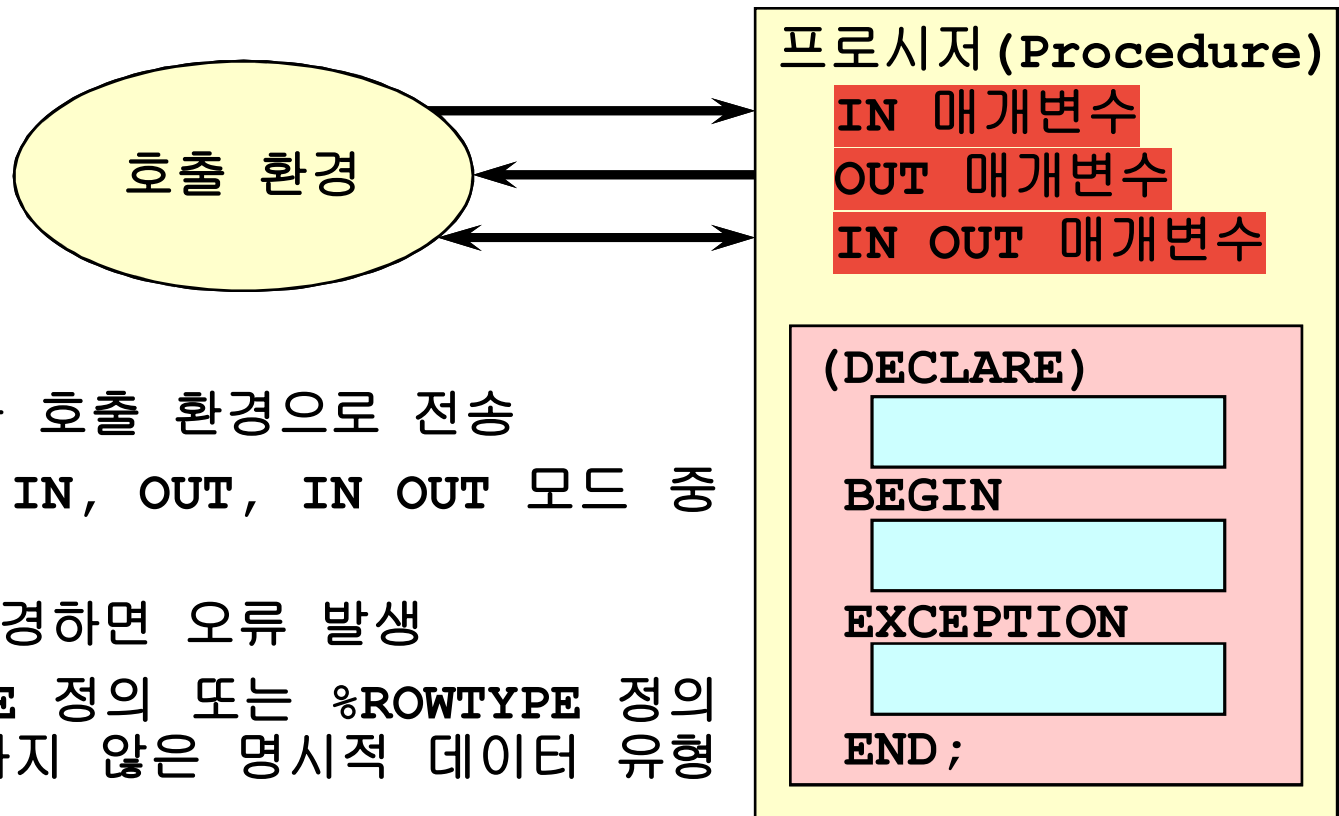 프로시저(Procedure)
IN 매개변수
OUT 매개변수
IN OUT 매개변수
호출 환경
(DECLARE)
BEGIN
EXCEPTION
END;
호출 환경으로 전송
IN, OUT, IN OUT 모드 중
경하면 오류 발생
정의 또는 %ROWTYPE 정의
하지 않은 명시적 데이터 유형